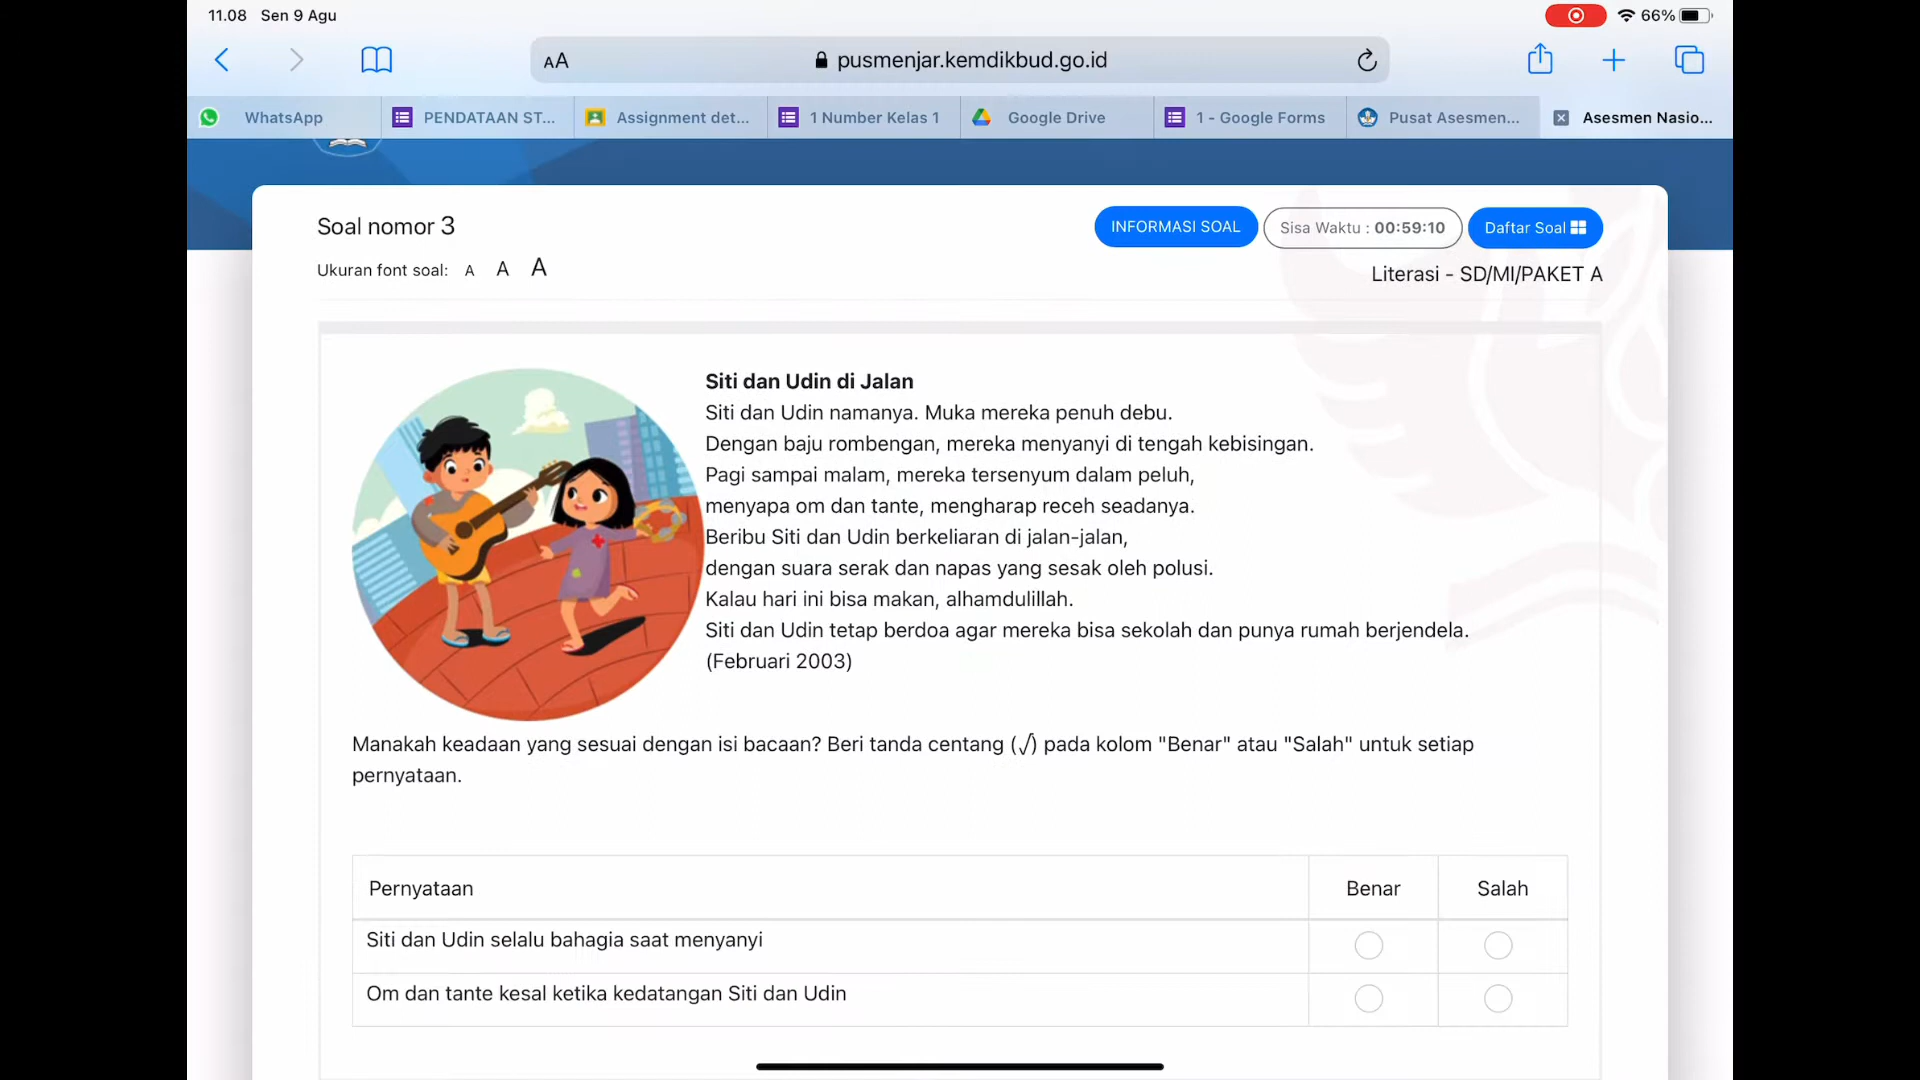 11.08 Sen 9 Agu
66%
AA
pusmenjar.kemdikbud.go.id
WhatsApp
PENDATAAN ST...
Assignment det...
1 Number Kelas 1
Google Drive
1 - Google Forms
Pusat Asesmen...
Asesmen Nasio...
Soal nomor 3
INFORMASI SOAL
Sisa Waktu : 00:59:10
Daftar Soal
Ukuran font soal: A A A
Literasi - SD/MI/PAKET A
Siti dan Udin di Jalan
Siti dan Udin namanya. Muka mereka penuh debu.
Dengan baju rombengan, mereka menyanyi di tengah kebisingan.
Pagi sampai malam, mereka tersenyum dalam peluh,
menyapa om dan tante, mengharap receh seadanya.
Beribu Siti dan Udin berkeliaran di jalan-jalan,
dengan suara serak dan napas yang sesak oleh polusi.
Kalau hari ini bisa makan, alhamdulillah.
Siti dan Udin tetap berdoa agar mereka bisa sekolah dan punya rumah berjendela.
(Februari 2003)
Manakah keadaan yang sesuai dengan isi bacaan? Beri tanda centang (√) pada kolom "Benar" atau "Salah" untuk setiap
pernyataan.
Pernyataan Benar Salah
Siti dan Udin selalu bahagia saat menyanyi
Om dan tante kesal ketika kedatangan Siti dan Udin